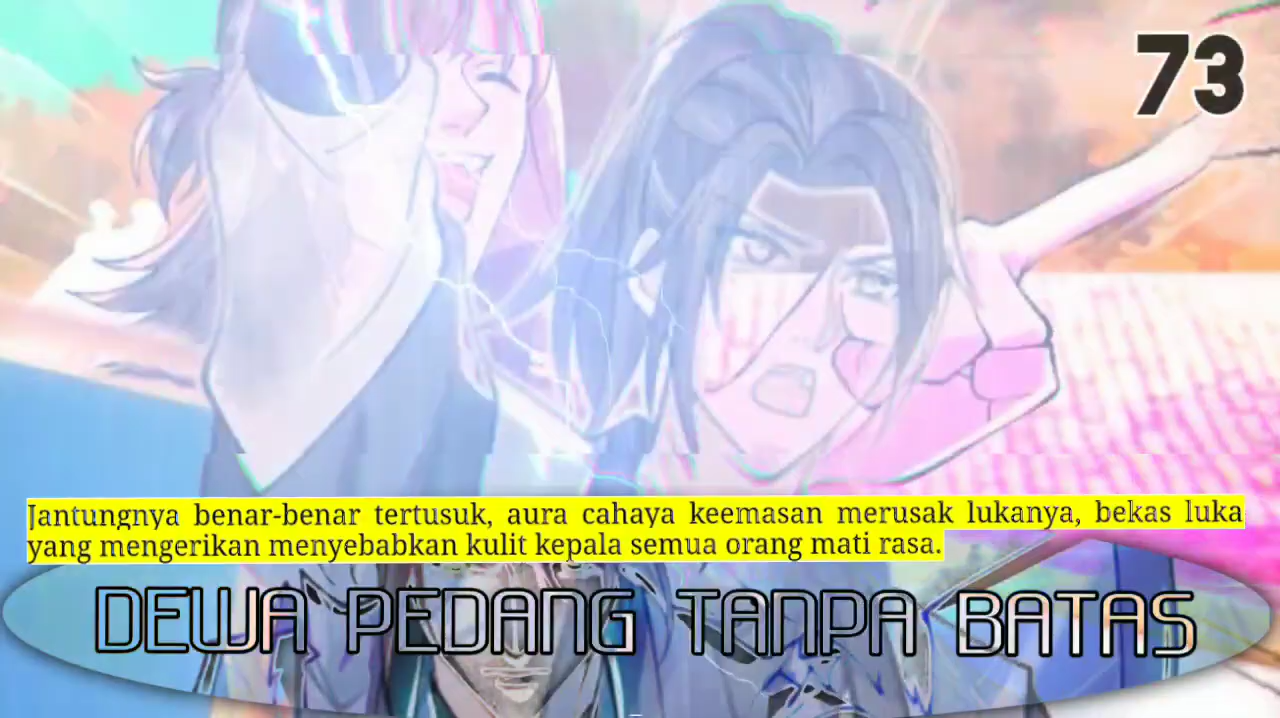 73
Jantungnya benar-benar tertusuk, aura cahaya keemasan merusak lukanya, bekas luka
yang mengerikan menyebabkan kulit kepala semua orang mati rasa.
DEWA PEDANG TANPA BATAS